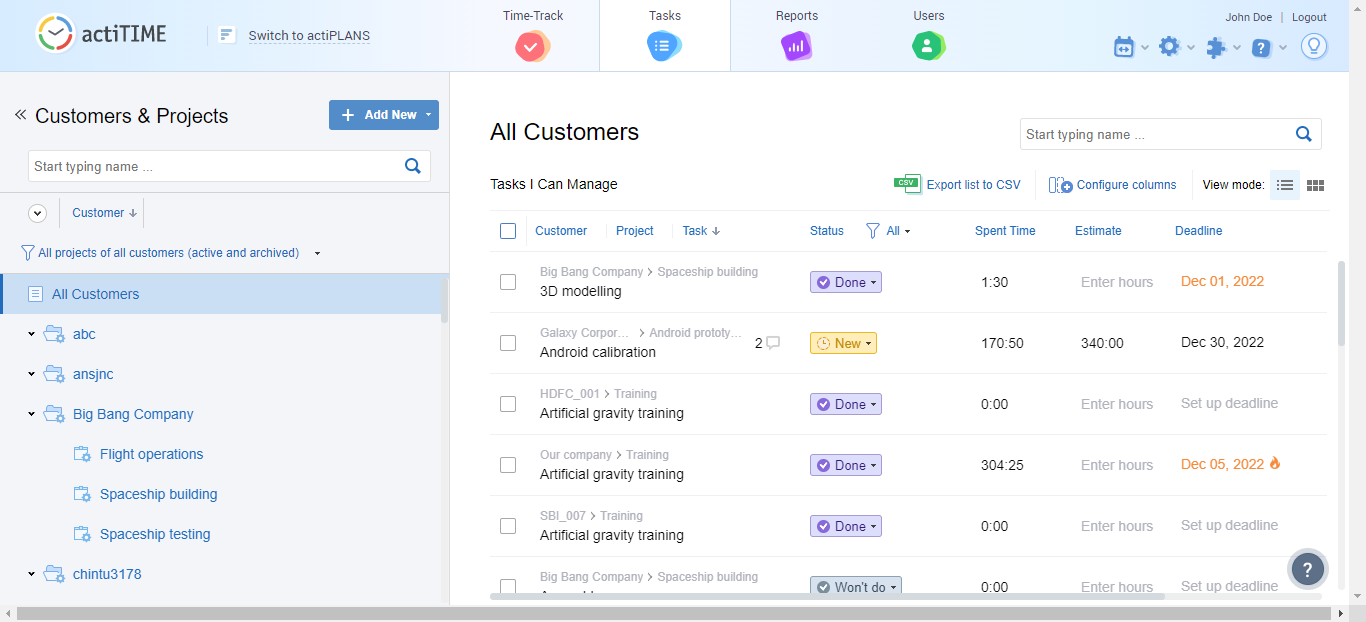 actiTIME
Switch to actiPLANS
Time-Track
Tasks
Reports
Users
John Doe | Logout
Customers & Projects
+ Add New
Start typing name ...
Customer
All projects of all customers (active and archived)
All Customers
abc
ansjnc
Big Bang Company
Flight operations
Spaceship building
Spaceship testing
chintu3178
All Customers
Start typing name ...
Tasks I Can Manage
CSV Export list to CSV
Configure columns
View mode:
Customer Project Task Status All Spent Time Estimate Deadline
Big Bang Company > Spaceship building
3D modelling
Done 1:30 Enter hours Dec 01, 2022
Galaxy Corpor... > Android prototy...
Android calibration
2 New 170:50 340:00 Dec 30, 2022
HDFC_001 > Training
Artificial gravity training
Done 0:00 Enter hours Set up deadline
Our company > Training
Artificial gravity training
Done 304:25 Enter hours Dec 05, 2022
SBI_007 > Training
Artificial gravity training
Done 0:00 Enter hours Set up deadline
Big Bang Company > Spaceship building
Won't do 0:00 Enter hours Set up deadline
?